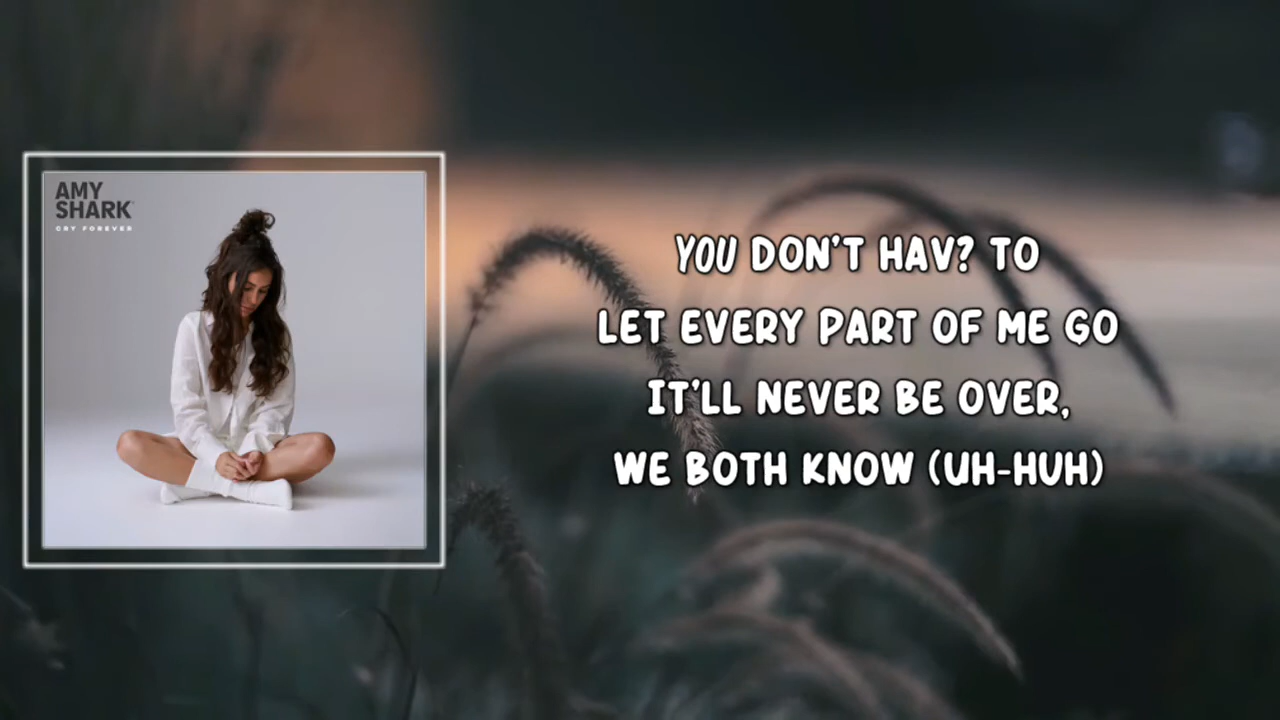 AMY
SHARK
CRY FOREVER
YOU DON'T HAV? TO
LET EVERY PART OF ME GO
IT'LL NEVER BE OVER,
WE BOTH KNOW (UH-HUH)